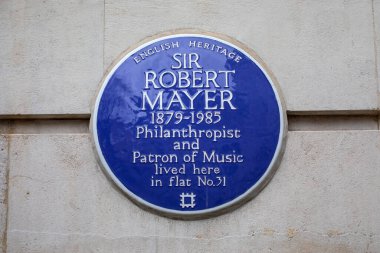 ENGLISH HERITAGE
SIR
ROBERT
MAYER
1879-1985
Philanthropist
and
Patron of Music
lived here
in flat No.31